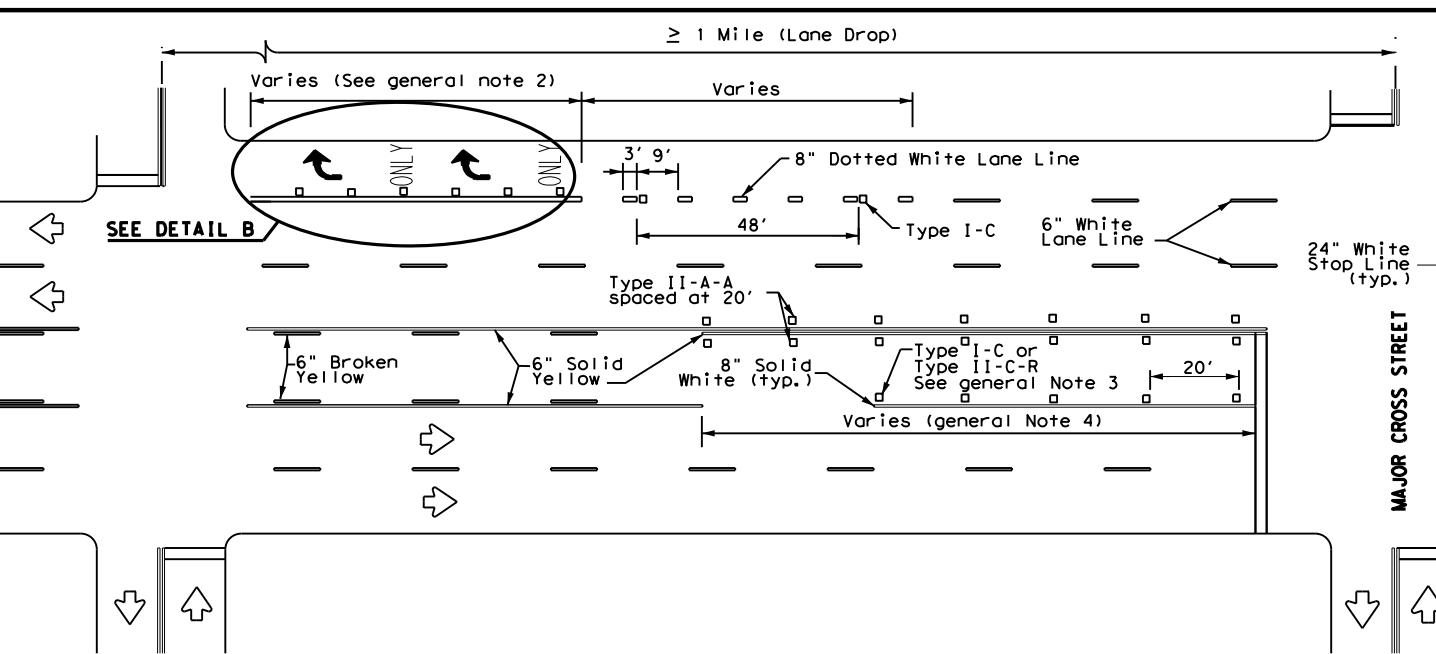 ≥ 1 Mile (Lane Drop)
Varies (See general note 2)
Varies
ONLY
ONLY
3'
9'
8" Dotted White Lane Line
SEE DETAIL B
48'
Type I-C
6" White
Lane Line
24" White
Stop Line
(typ.)
Type II-A-A
spaced at 20'
6" Broken
Yellow
6" Solid
Yellow
8" Solid
White (typ.)
Type I-C or
Type II-C-R
See general Note 3
20'
Varies (general Note 4)
MAJOR CROSS STREET